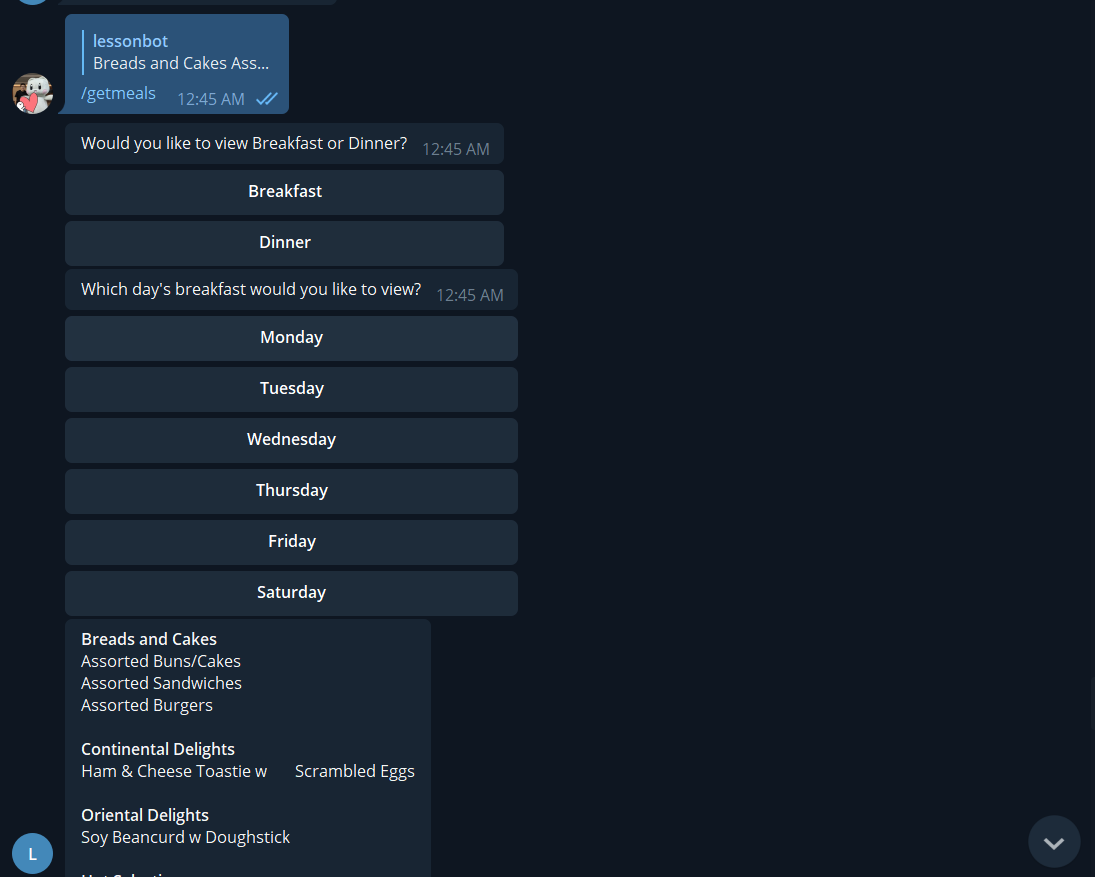 lessonbot
Breads and Cakes Ass...
/getmeals 12:45 AM
Would you like to view Breakfast or Dinner? 12:45 AM
Breakfast
Dinner
Which day's breakfast would you like to view? 12:45 AM
Monday
Tuesday
Wednesday
Thursday
Friday
Saturday
Breads and Cakes
Assorted Buns/Cakes
Assorted Sandwiches
Assorted Burgers
Continental Delights
Ham & Cheese Toastie w Scrambled Eggs
Oriental Delights
Soy Beancurd w Doughstick
L